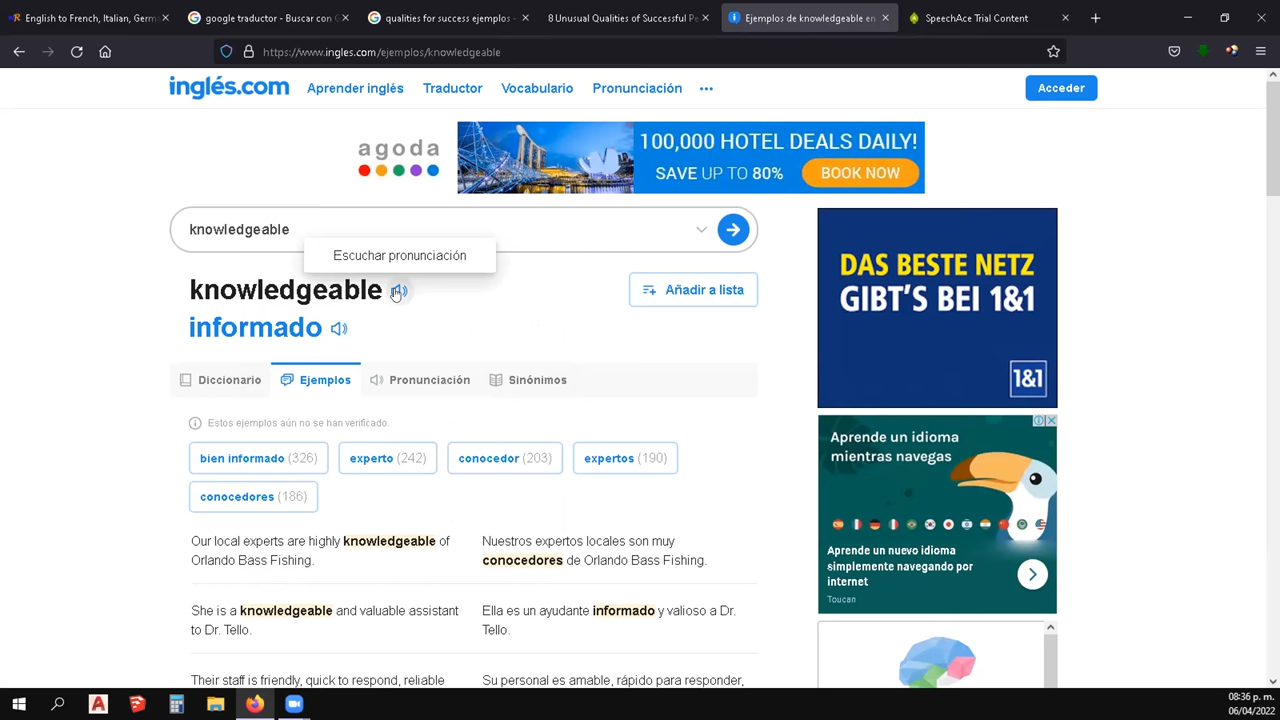 English to French, Italian, Germ
google traductor - Buscar con G
qualities for success ejemplos -
8 Unusual Qualities of Successful Pe
Ejemplos de knowledgeable en
SpeechAce Trial Content
https://www.ingles.com/ejemplos/knowledgeable
inglés.com
Aprender inglés
Traductor
Vocabulario
Pronunciación
Acceder
agoda
100,000 HOTEL DEALS DAILY!
SAVE UP TO 80%
BOOK NOW
knowledgeable
Escuchar pronunciación
knowledgeable
Añadir a lista
informado
Diccionario
Ejemplos
Pronunciación
Sinónimos
Estos ejemplos aún no se han verificado.
bien informado (326)
experto (242)
conocedor (203)
expertos (190)
conocedores (186)
Our local experts are highly knowledgeable of
Orlando Bass Fishing.
Nuestros expertos locales son muy
conocedores de Orlando Bass Fishing.
She is a knowledgeable and valuable assistant
to Dr. Tello.
Ella es un ayudante informado y valioso a Dr.
Tello.
Their staff is friendly, quick to respond, reliable
Su personal es amable, rápido para responder,
DAS BESTE NETZ
GIBT'S BEI 1&1
1&1
Aprende un idioma
mientras navegas
Aprende un nuevo idioma
simplemente navegando por
internet
Toucan
08:36 p. m.
06/04/2022